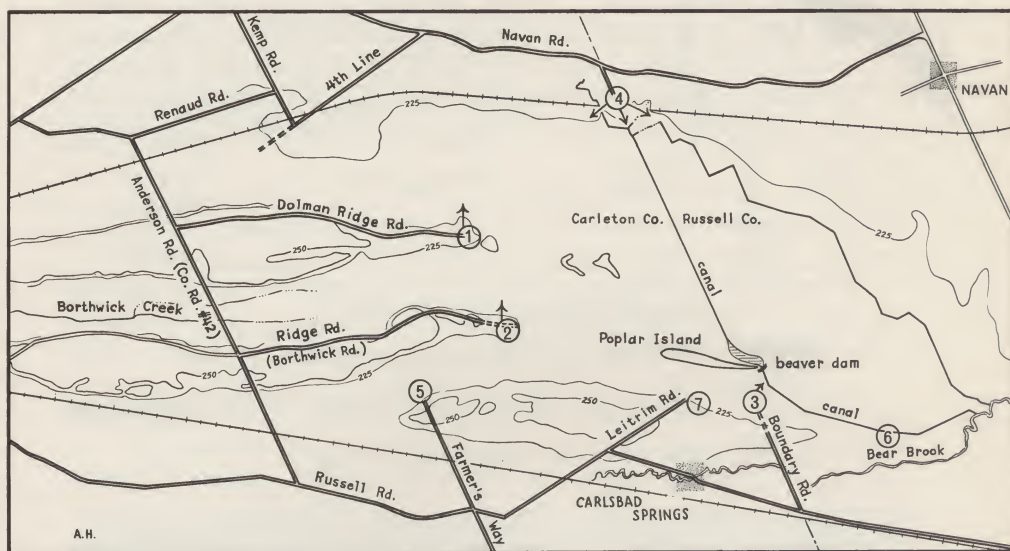 Kemp Rd.
4th Line
Navan Rd.
NAVAN
Renaud Rd.
225
4
225
Anderson Rd. (Co. Rd. #42)
Dolman Ridge Rd.
1
250
225
Carleton Co.
Russell Co.
225
canal
Borthwick Creek
Ridge Rd.
(Borthwick Rd.)
2
Poplar Island
beaver dam
250
225
5
250
250
Leitrim Rd.
7
225
3
canal
6
Bear Brook
Boundary Rd.
Farmer's Way
Russell Rd.
CARLSBAD
SPRINGS
A.H.